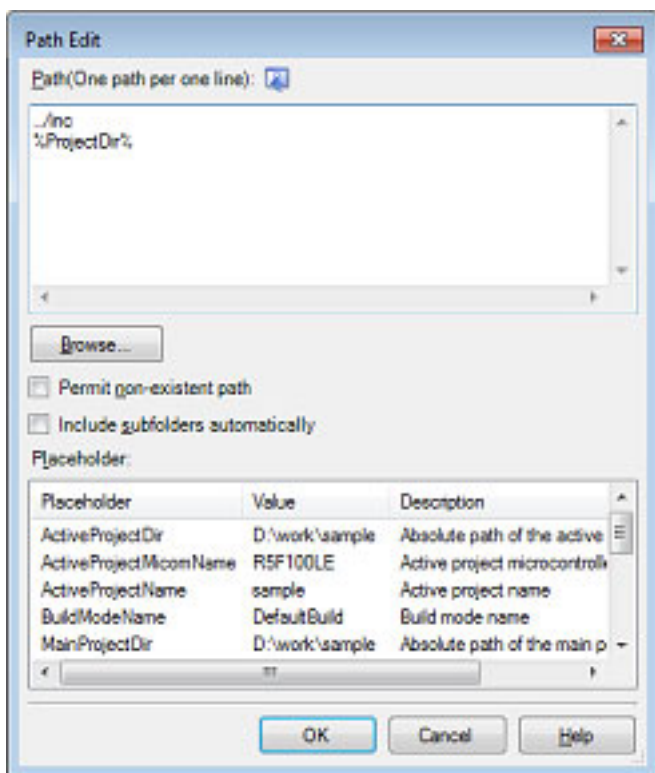 Path Edit
Path(One path per one line):
../inc
%ProjectDir%
Browse...
Permit non-existent path
Include subfolders automatically
Placeholder:
Placeholder Value Description
ActiveProjectDir D:\work\sample Absolute path of the active
ActiveProjectMicomName R5F100LE Active project microcontroll
ActiveProjectName sample Active project name
BuildModeName DefaultBuild Build mode name
MainProjectDir D:\work\sample Absolute path of the main p
OK Cancel Help